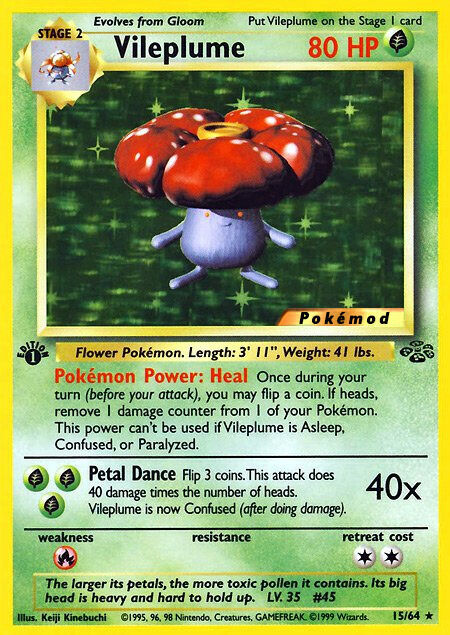 Evolves from Gloom
Put Vileplume on the Stage 1 card
STAGE 2
Vileplume
80 HP
Pokémod
EDITION
1
Flower Pokémon. Length: 3' 11", Weight: 41 lbs.
Pokémon Power: Heal Once during your
turn (before your attack), you may flip a coin. If heads,
remove 1 damage counter from 1 of your Pokémon.
This power can't be used if Vileplume is Asleep,
Confused, or Paralyzed.
Petal Dance Flip 3 coins. This attack does
40 damage times the number of heads.
Vileplume is now Confused (after doing damage).
40x
weakness
resistance
retreat cost
The larger its petals, the more toxic pollen it contains. Its big
head is heavy and hard to hold up. LV. 35 #45
Illus. Keiji Kinebuchi
©1995, 96, 98 Nintendo, Creatures, GAMEFREAK. ©1999 Wizards.
15/64 ★